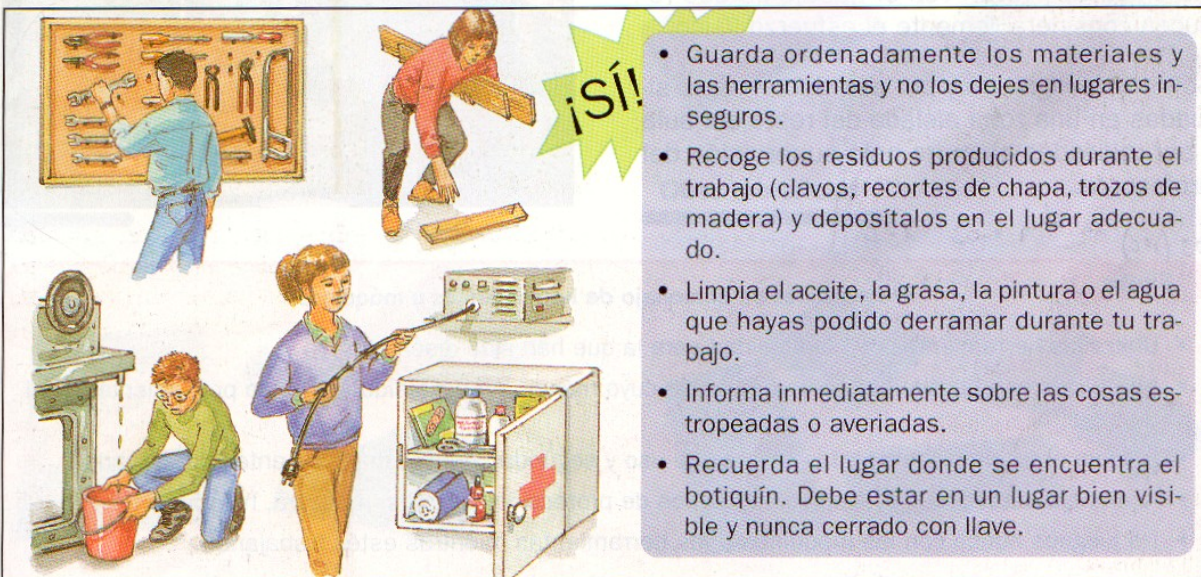 ¡SÍ!
• Guarda ordenadamente los materiales y
las herramientas y no los dejes en lugares in-
seguros.
• Recoge los residuos producidos durante el
trabajo (clavos, recortes de chapa, trozos de
madera) y deposítalos en el lugar adecua-
do.
• Limpia el aceite, la grasa, la pintura o el agua
que hayas podido derramar durante tu tra-
bajo.
• Informa inmediatamente sobre las cosas es-
tropeadas o averiadas.
• Recuerda el lugar donde se encuentra el
botiquín. Debe estar en un lugar bien visi-
ble y nunca cerrado con llave.